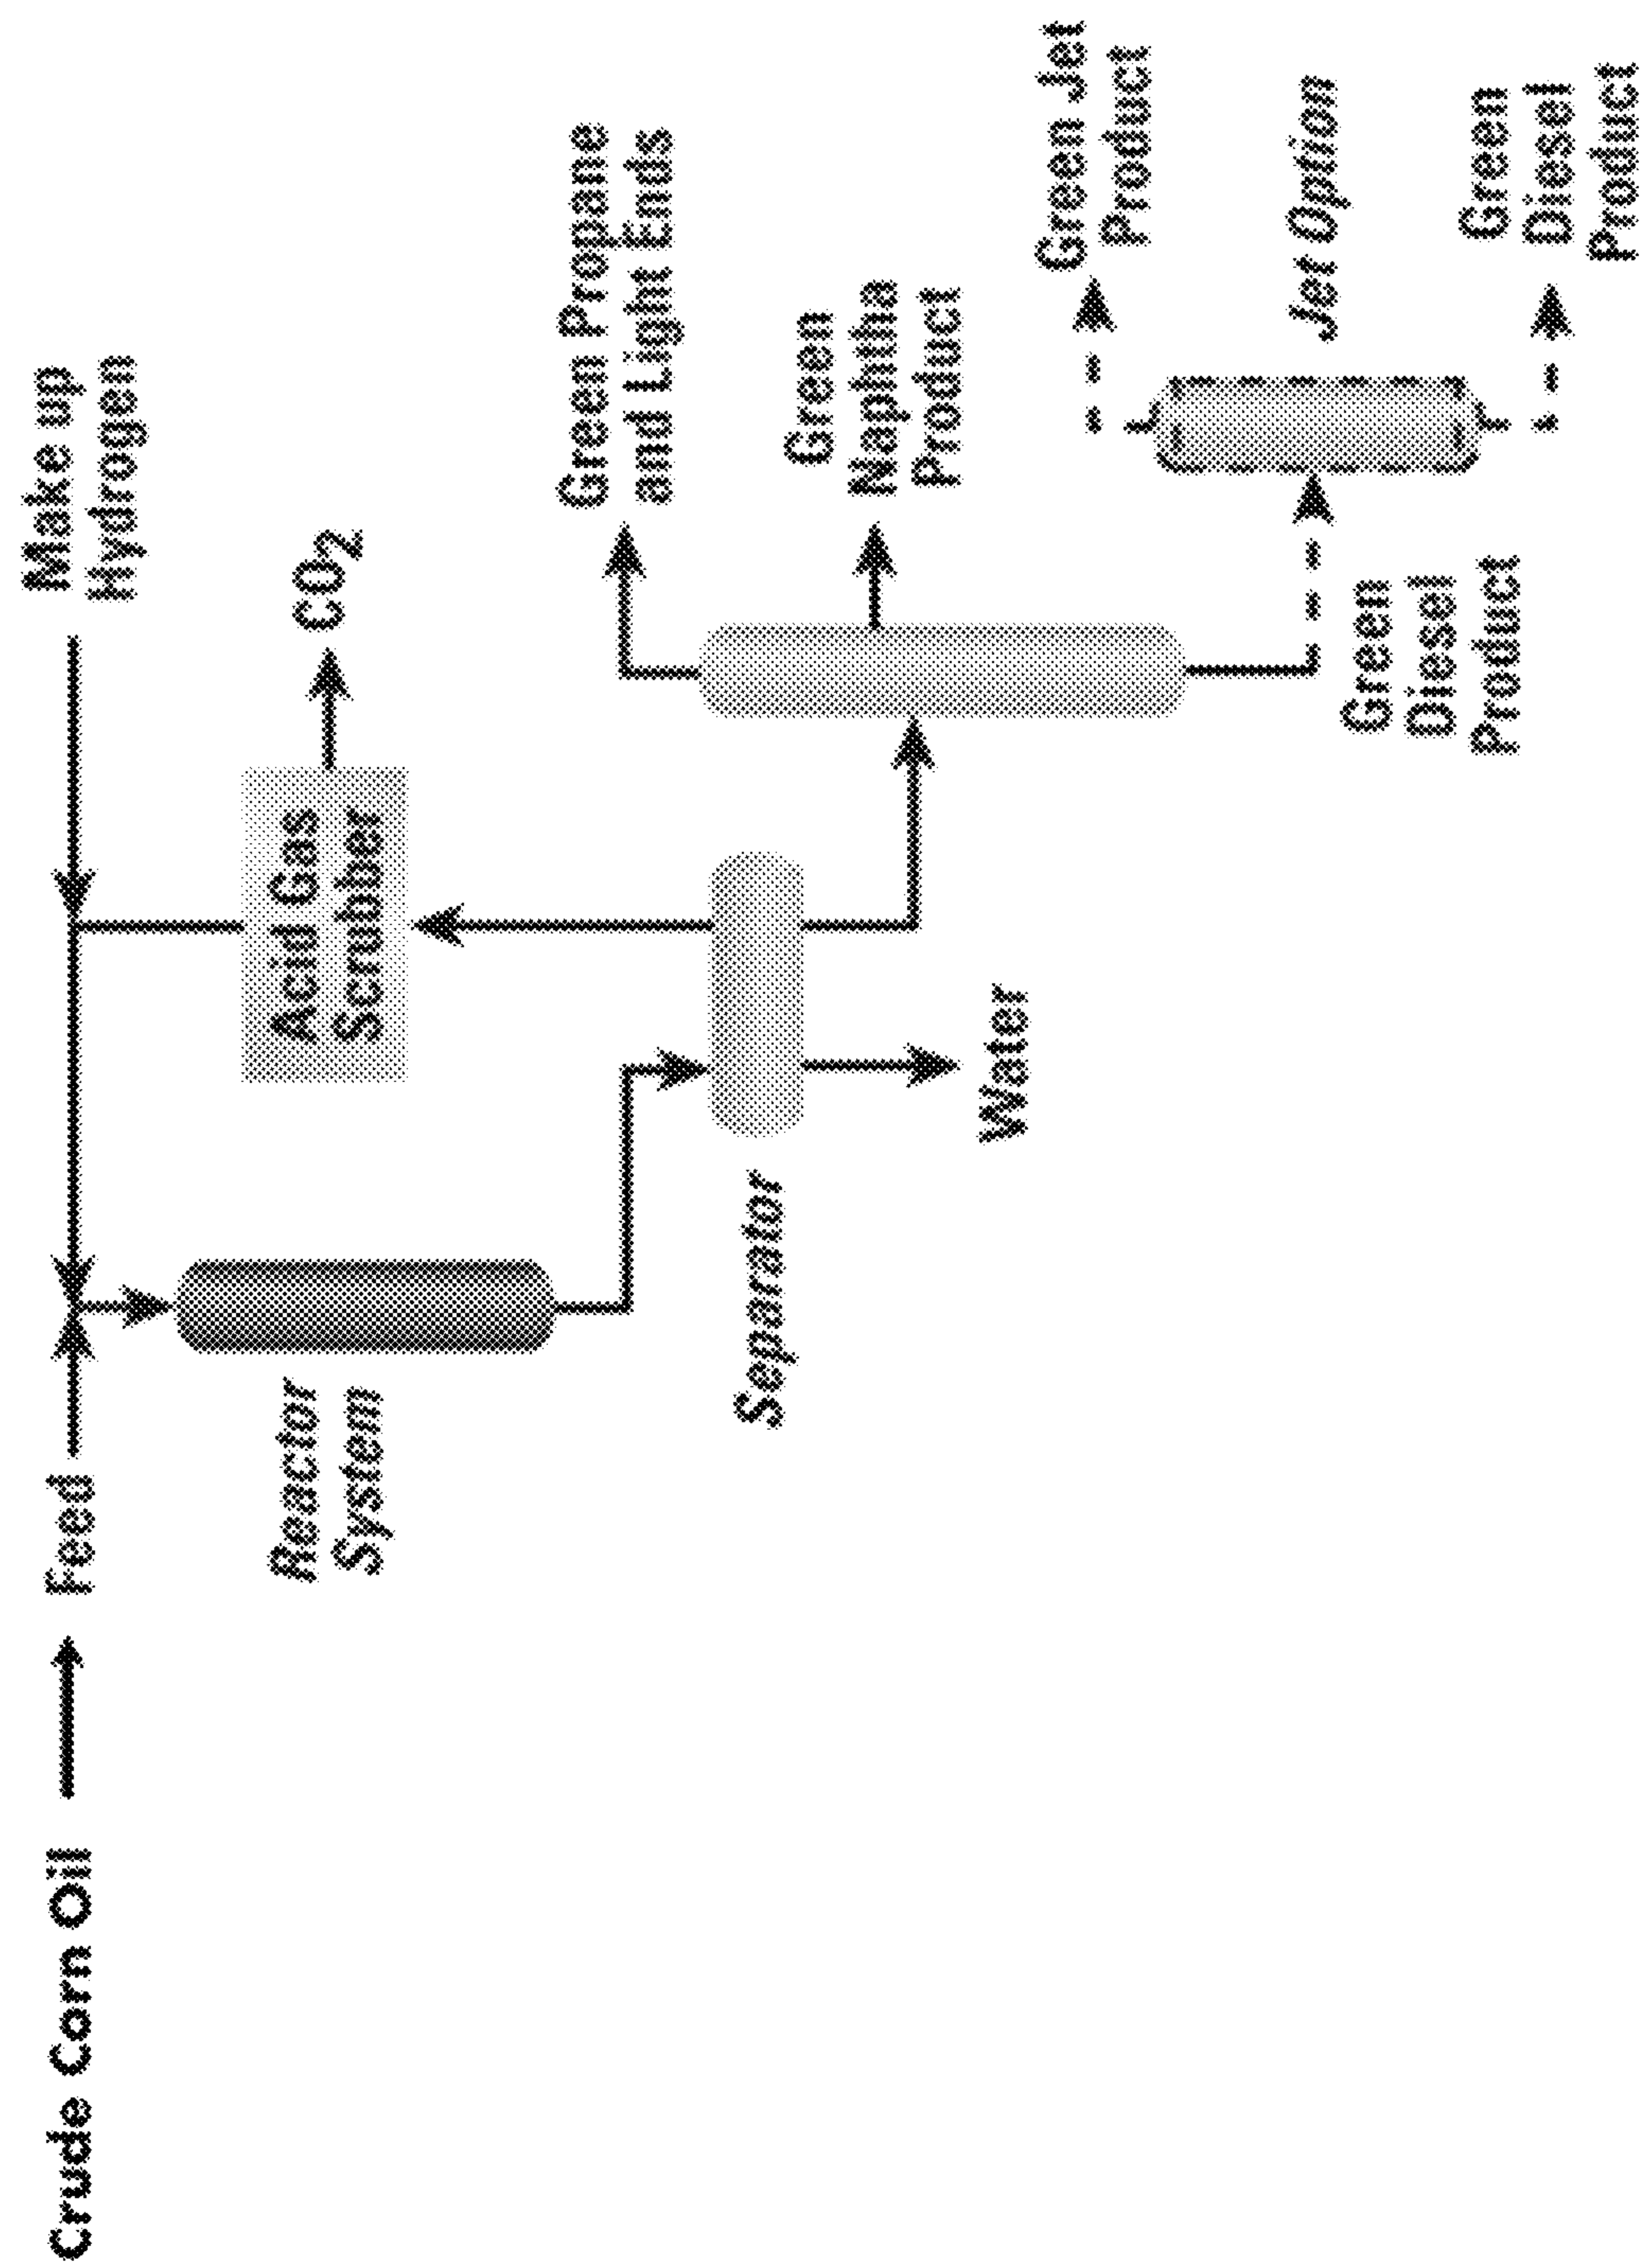 Crude Corn Oil
Feed
Make up
Hydrogen
Reactor
System
Acid Gas
Scrubber
CO2
Separator
Water
Green Propane
and Light Ends
Green
Naphtha
Product
Green
Diesel
Product
Green Jet
Product
Jet Option
Green
Diesel
Product